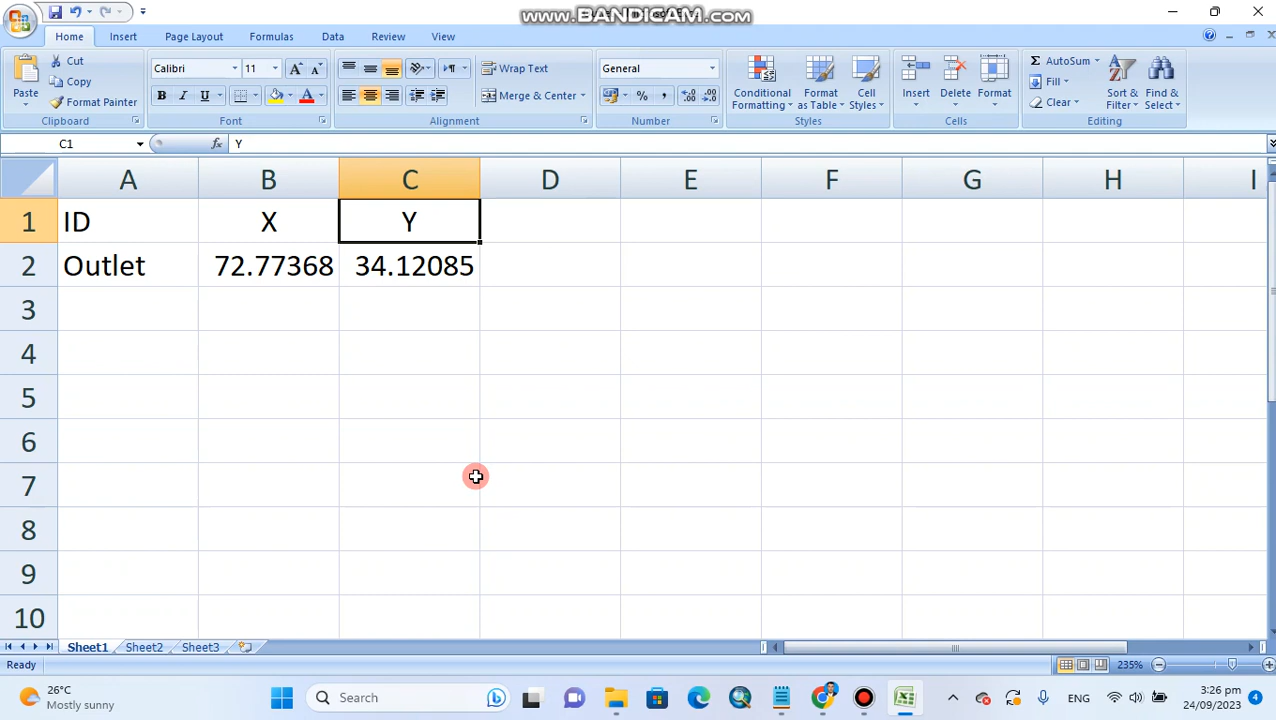 www.BANDICAM.com
Home Insert Page Layout Formulas Data Review View
Paste Cut Copy Format Painter Clipboard
Calibri 11 B I U A Font
Wrap Text Merge & Center Alignment
General % , Number
Conditional Formatting Format as Table Cell Styles Styles
Insert Delete Format Cells
Σ AutoSum Fill Clear Sort & Filter Find & Select Editing
C1 fx Y
A B C D E F G H I
1 ID X Y
2 Outlet 72.77368 34.12085
3
4
5
6
7
8
9
10
Sheet1 Sheet2 Sheet3
Ready 235%
26°C Search ENG 3:26 pm
Mostly sunny 24/09/2023 4